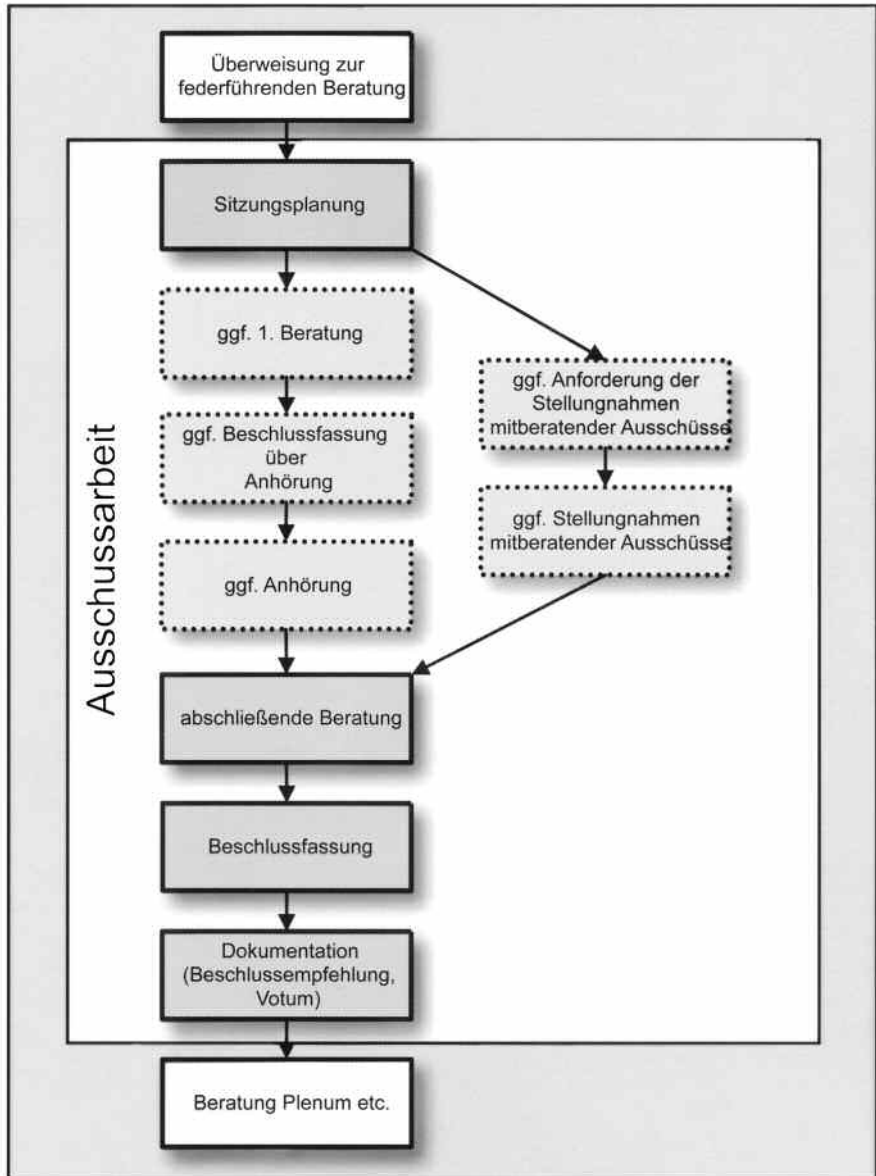 Überweisung zur
federführenden Beratung
Ausschussarbeit
Sitzungsplanung
ggf. 1. Beratung
ggf. Beschlussfassung
über
Anhörung
ggf. Anhörung
ggf. Anforderung der
Stellungnahmen
mitberatender Ausschüsse
ggf. Stellungnahmen
mitberatender Ausschüsse
abschließende Beratung
Beschlussfassung
Dokumentation
(Beschlussempfehlung,
Votum)
Beratung Plenum etc.